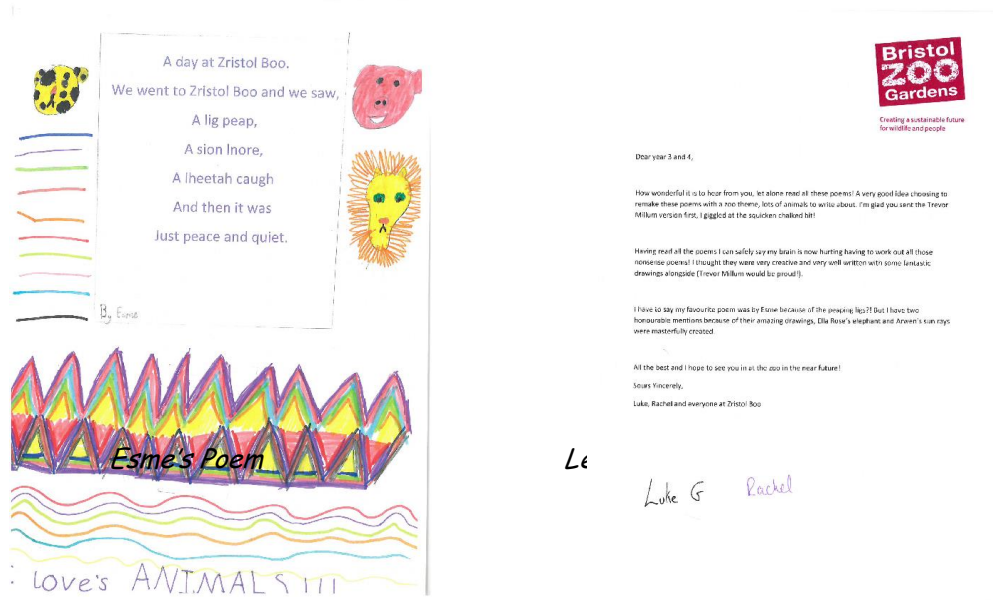 A day at Zristol Boo.
We went to Zristol Boo and we saw,
A lig peap,
A sion lnore,
A lheetah caugh
And then it was
Just peace and quiet.
By Esme
Esme's Poem
love's ANIMALS !!!
Bristol
ZOO
Gardens
Creating a sustainable future
for wildlife and people
Dear year 3 and 4,
How wonderful it is to hear from you, let alone read all these poems! A very good idea choosing to
remake these poems with a zoo theme, lots of animals to write about. I'm glad you sent the Trevor
Millum version first, I giggled at the squicken chalked hit!
Having read all the poems I can safely say my brain is now hurting having to work out all those
nonsense poems! I thought they were very creative and very well written with some fantastic
drawings alongside (Trevor Millum would be proud!).
I have to say my favourite poem was by Esme because of the peaping ligs?! But I have two
honourable mentions because of their amazing drawings, Ella Rose's elephant and Arwen's sun rays
were masterfully created
All the best and I hope to see you in at the zoo in the near future!
Sours Yincerely,
Luke, Rachel and everyone at Zristol Boo
Le
Luke G Rachel